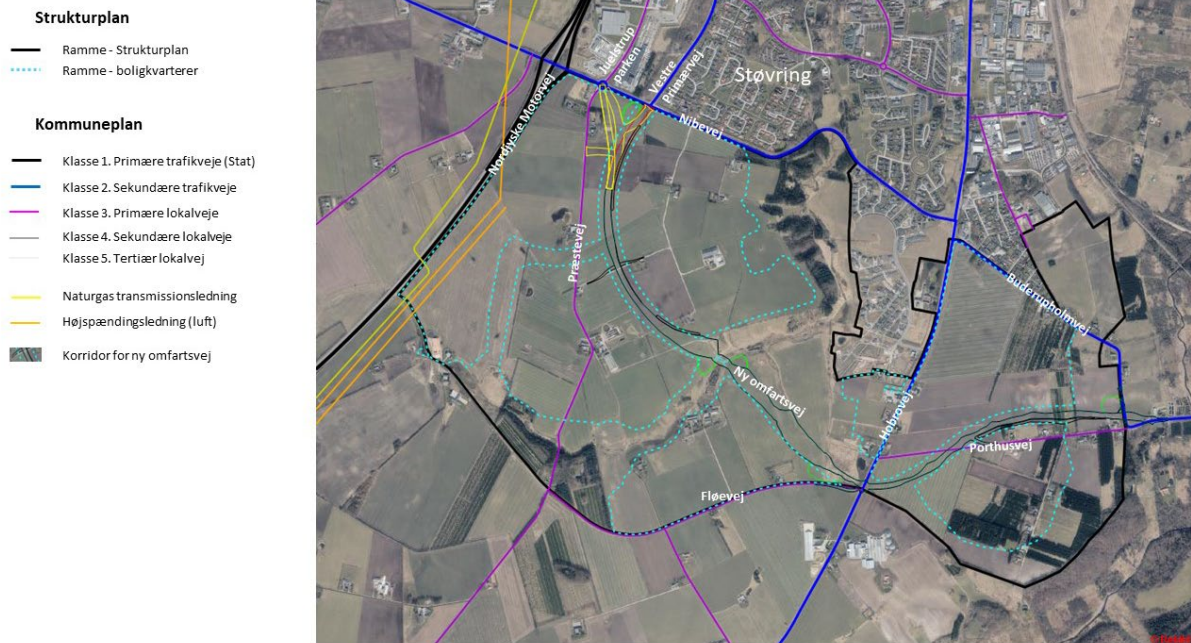 Strukturplan
Ramme - Strukturplan
Ramme - boligkvarterer
Kommuneplan
Klasse 1. Primære trafikveje (Stat)
Klasse 2. Sekundære trafikveje
Klasse 3. Primære lokalveje
Klasse 4. Sekundære lokalveje
Klasse 5. Tertiær lokalvej
Naturgas transmissionsledning
Højspændingsledning (luft)
Korridor for ny omfartsvej
Juelstrup
parken
Vestre
Primærvej
Støvring
Nordjyske Motorvej
Nibevej
Præstevej
Buderupholmvej
Ny omfartsvej
Hobrovej
Porthusvej
Fløevej